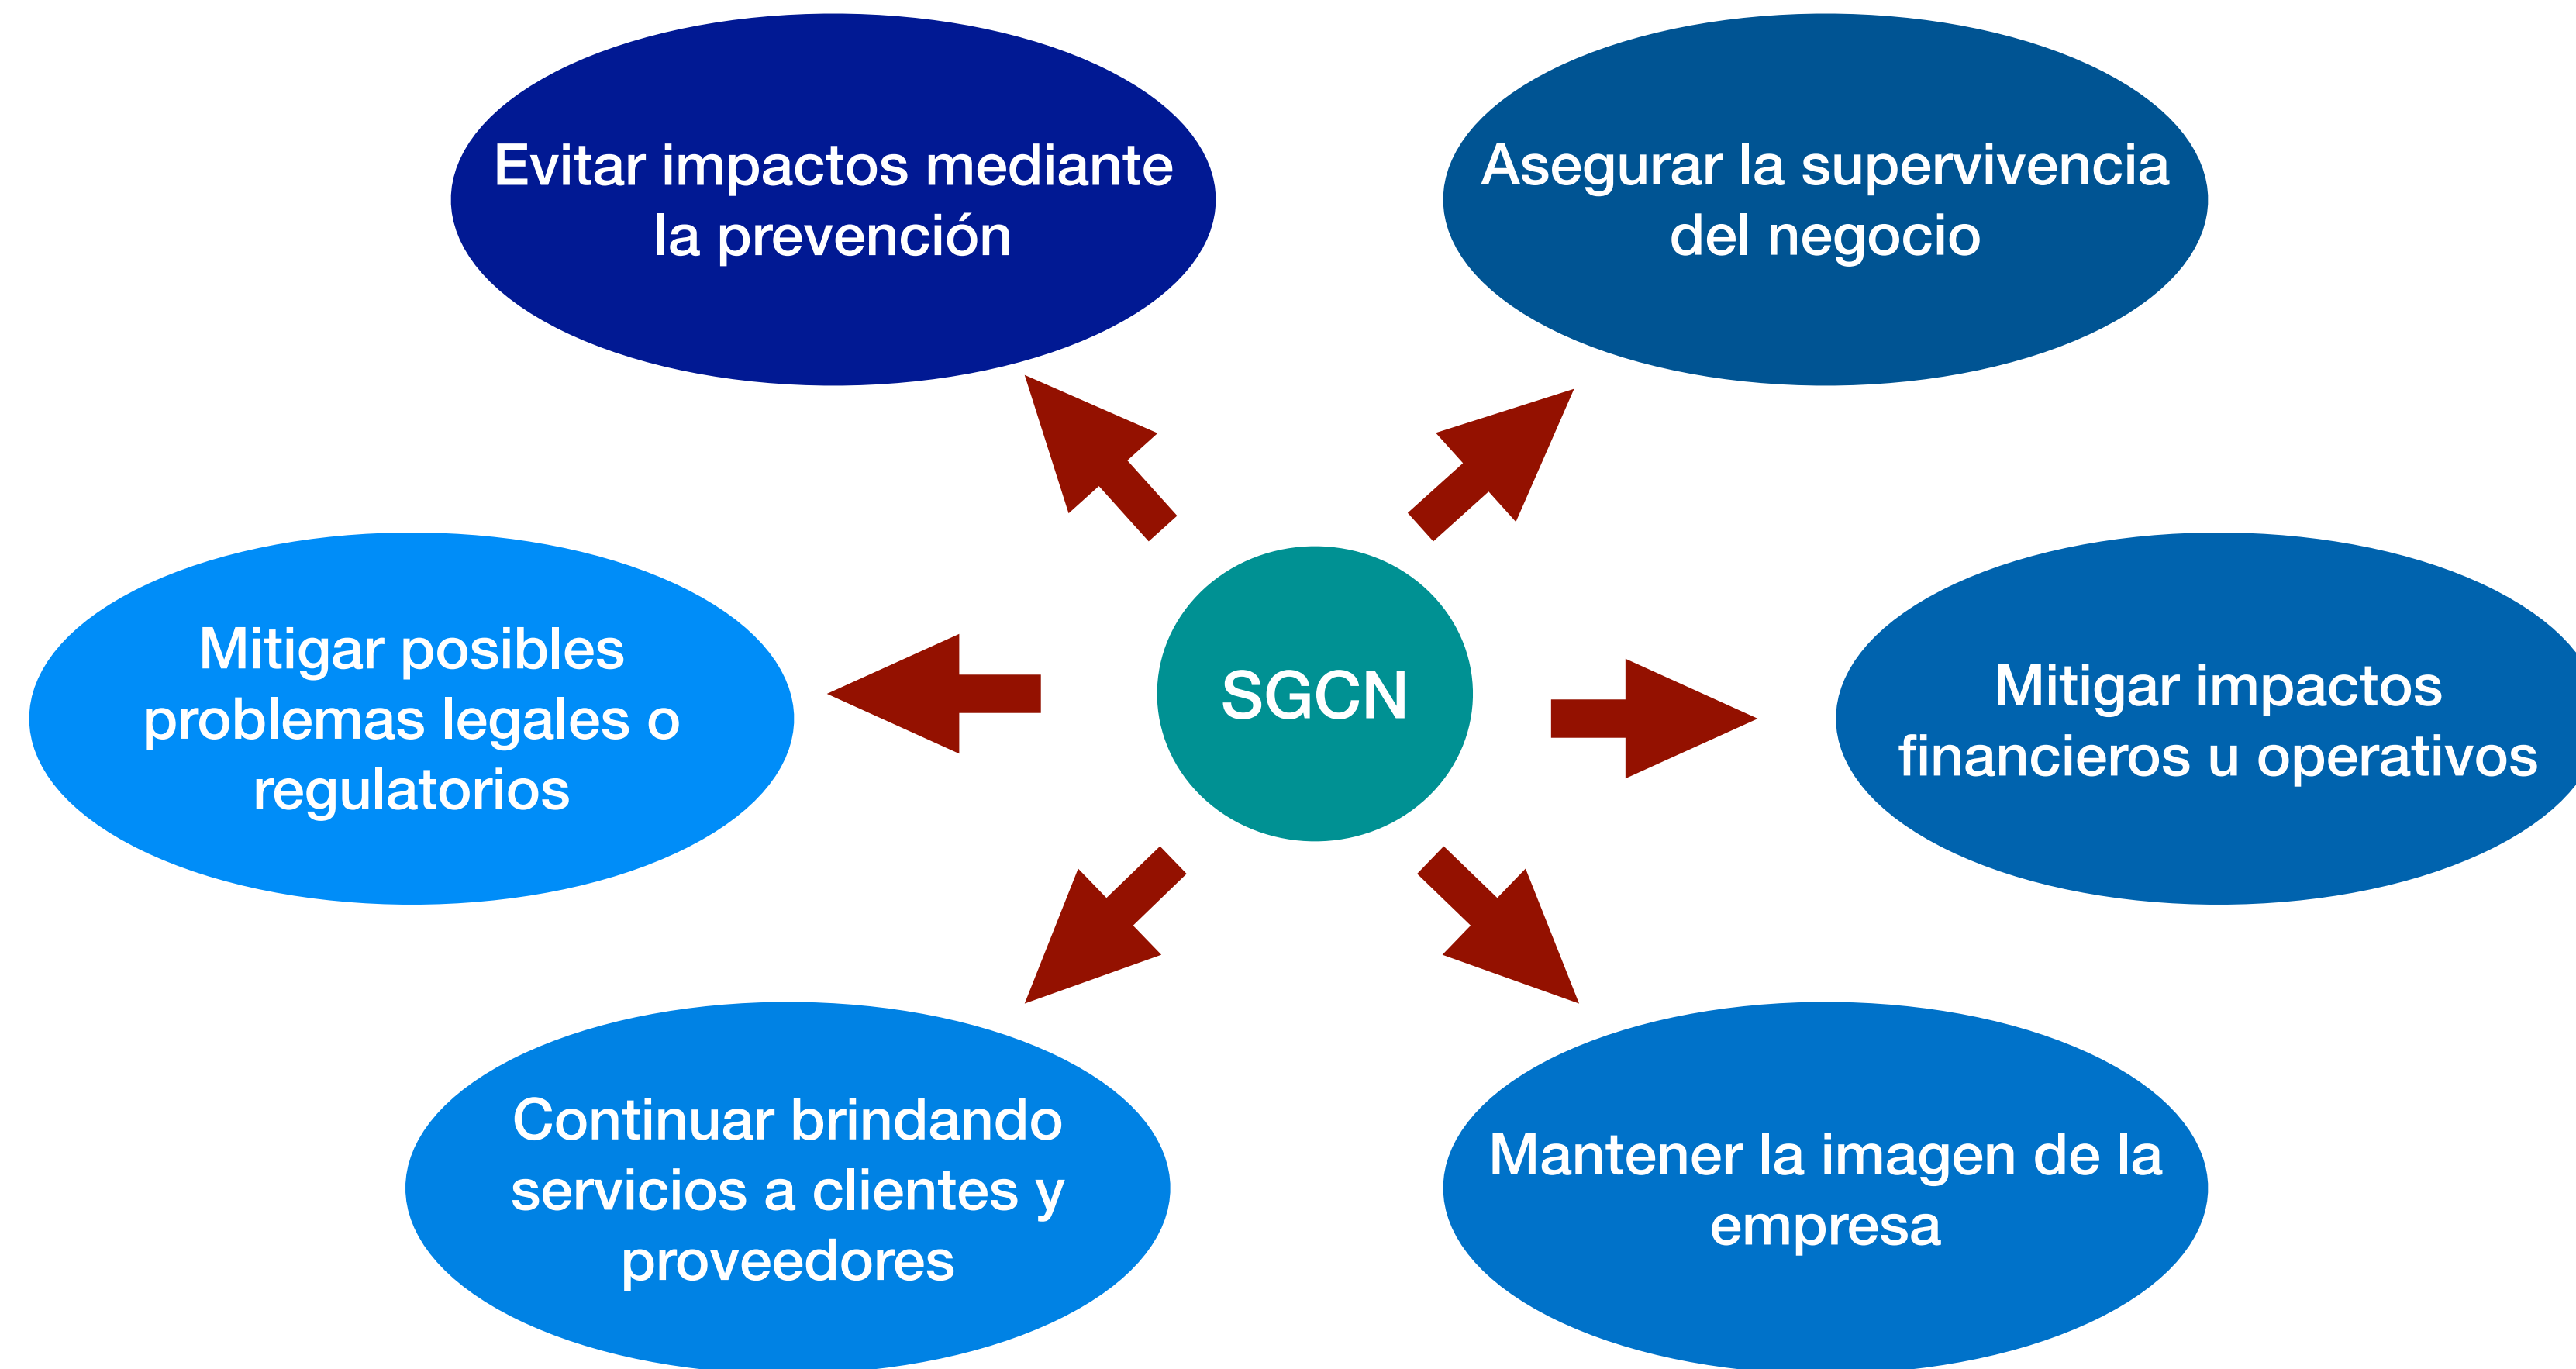 Evitar impactos mediante
la prevención
Asegurar la supervivencia
del negocio
Mitigar posibles
problemas legales o
regulatorios
SGCN
Mitigar impactos
financieros u operativos
Continuar brindando
servicios a clientes y
proveedores
Mantener la imagen de la
empresa